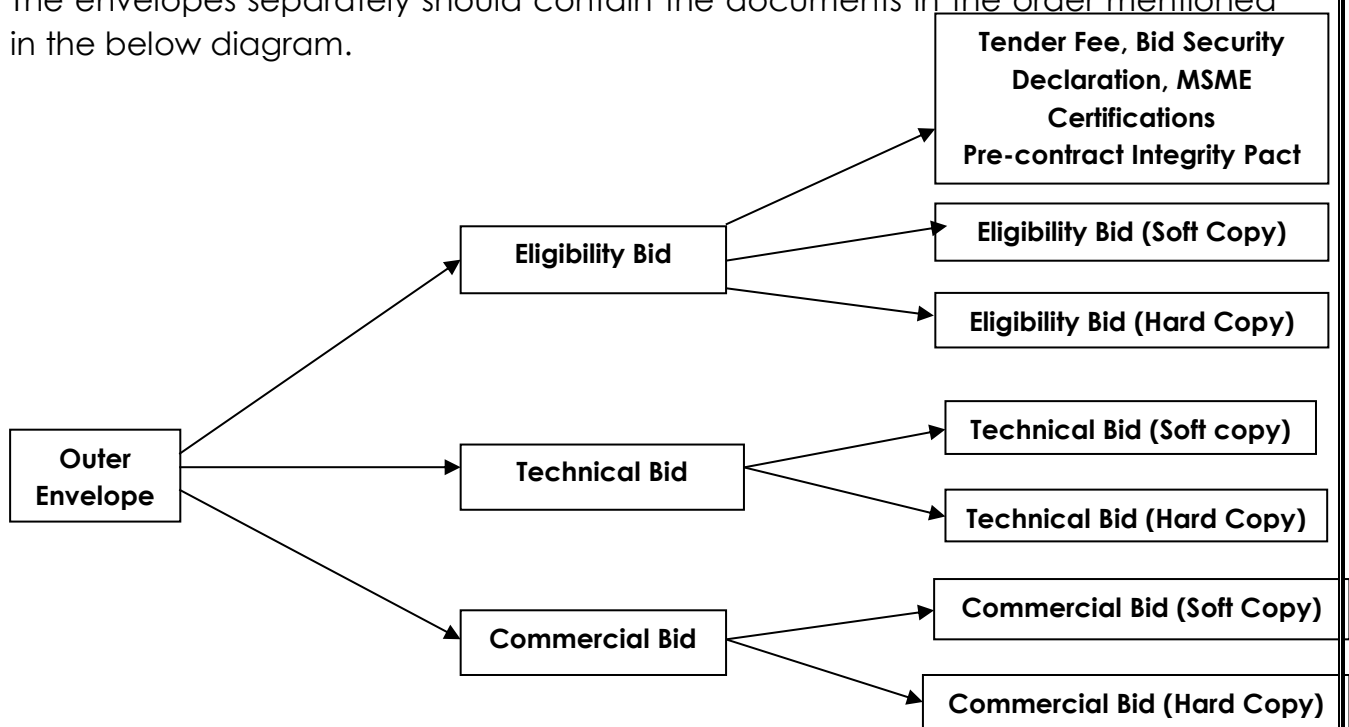 The envelopes separately should contain the documents in the order mentioned
in the below diagram.
Tender Fee, Bid Security
Declaration, MSME
Certifications
Pre-contract Integrity Pact
Eligibility Bid
Eligibility Bid (Soft Copy)
Eligibility Bid (Hard Copy)
Outer
Envelope
Technical Bid
Technical Bid (Soft copy)
Technical Bid (Hard Copy)
Commercial Bid
Commercial Bid (Soft Copy)
Commercial Bid (Hard Copy)